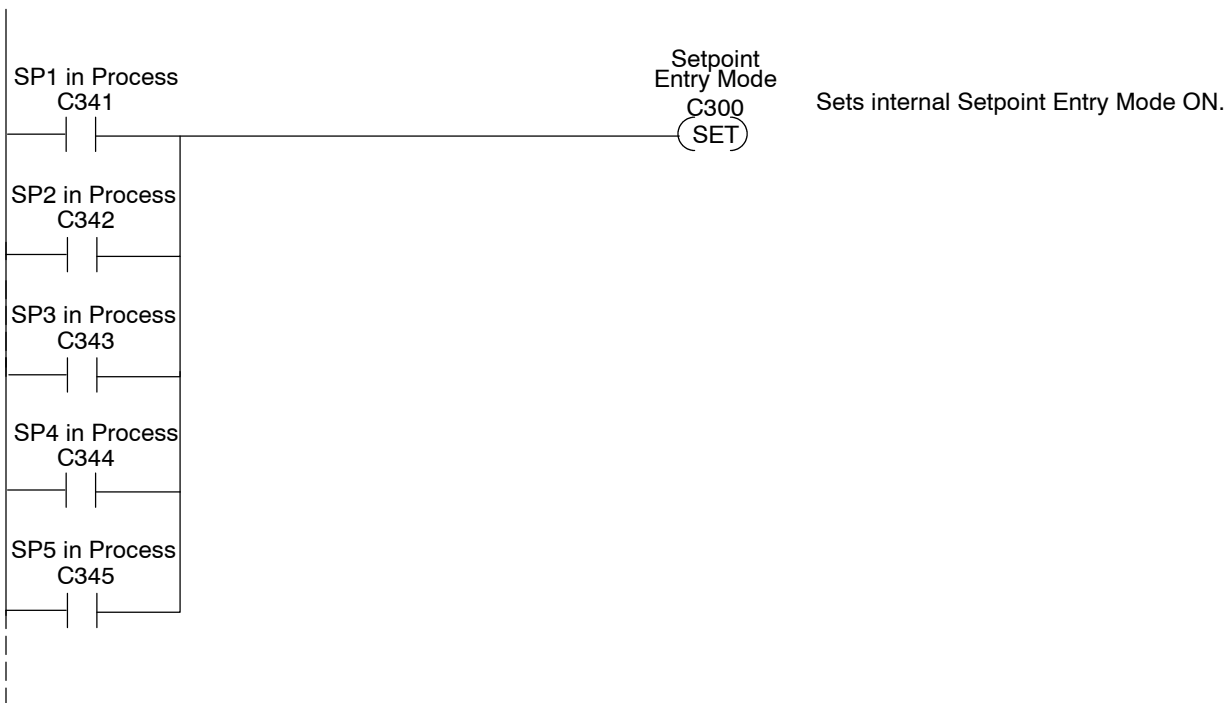 SP1 in Process
C341
Setpoint
Entry Mode
C300
SET
Sets internal Setpoint Entry Mode ON.
SP2 in Process
C342
SP3 in Process
C343
SP4 in Process
C344
SP5 in Process
C345